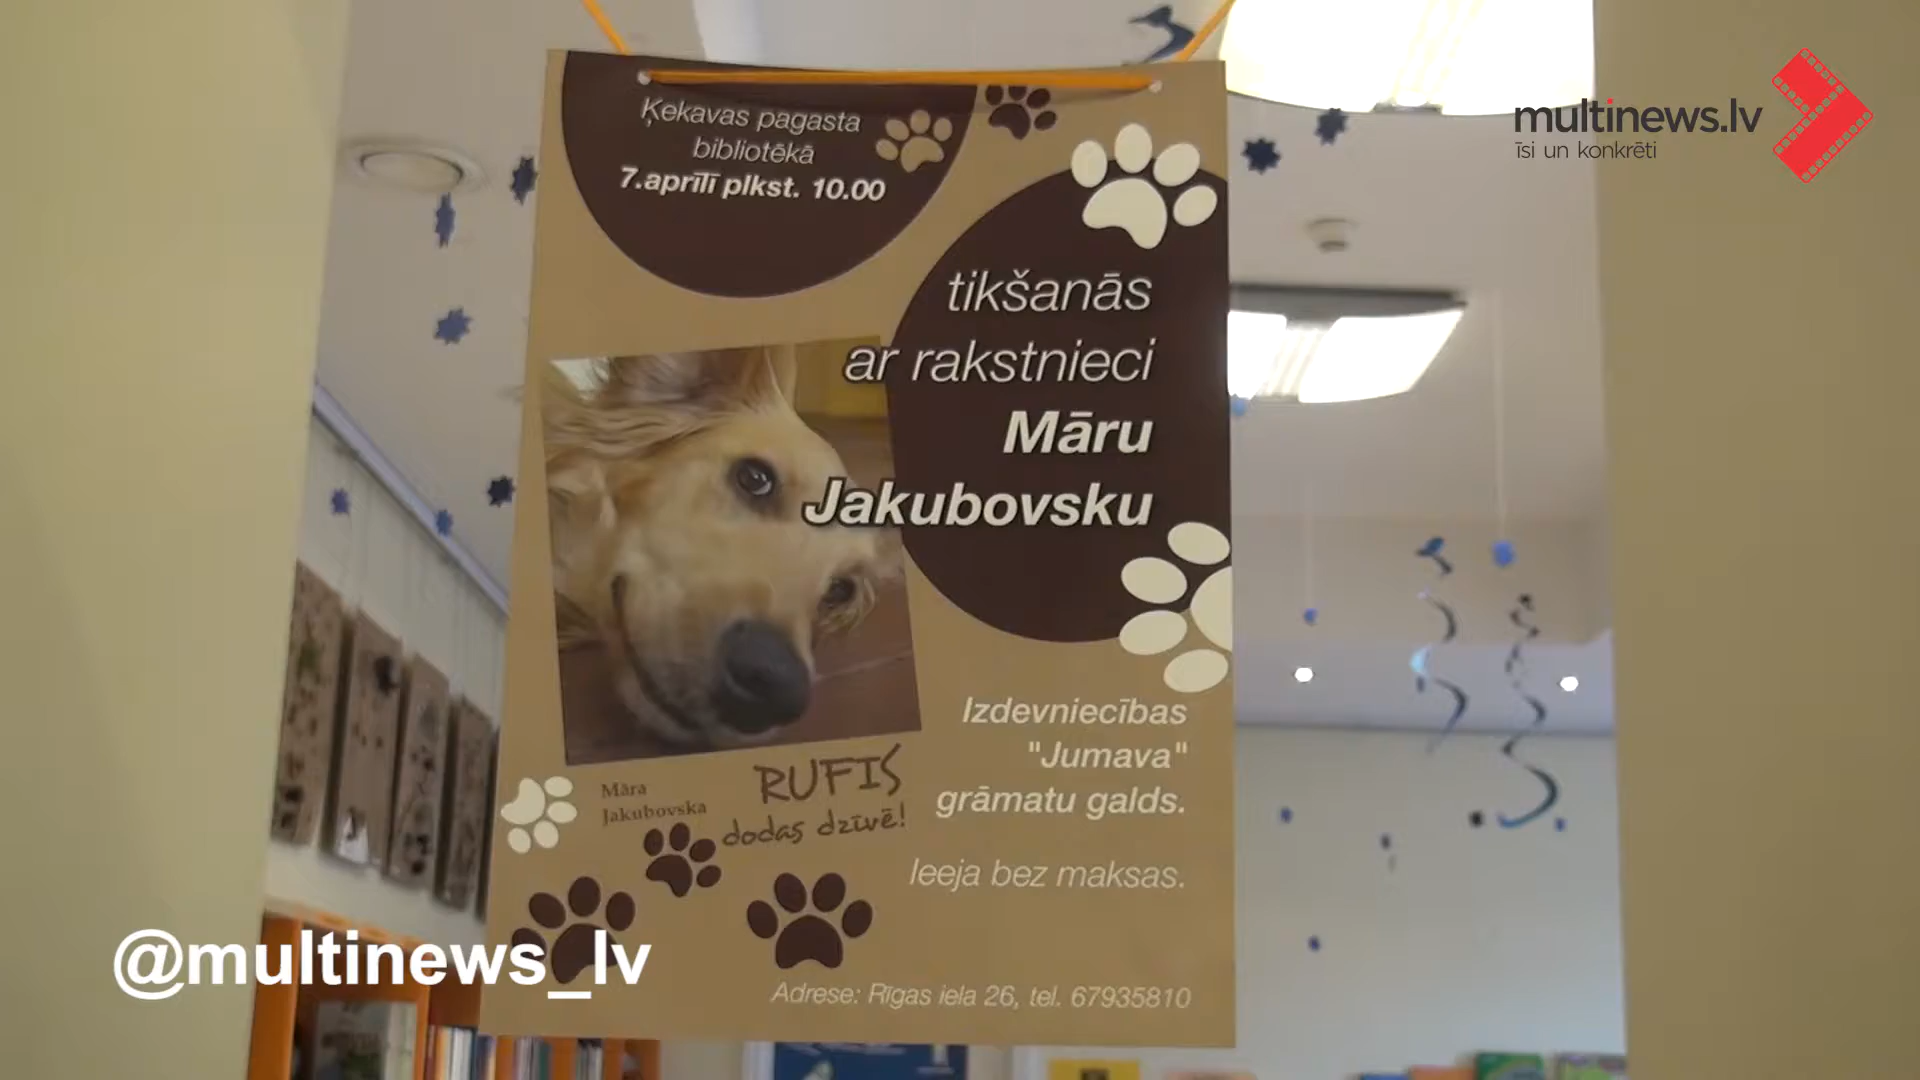 Ķekavas pagasta
bibliotēkā
7.aprīlī plkst. 10.00
multinews.lv
īsi un konkrēti
tikšanās
ar rakstnieci
Māru
Jakubovsku
Izdevniecības
"Jumava"
grāmatu galds.
Ieeja bez maksas.
Māra
Jakubovska
RUFIS
dodas dzīvē!
@multinews_lv
Adrese: Rīgas iela 26, tel. 67935810